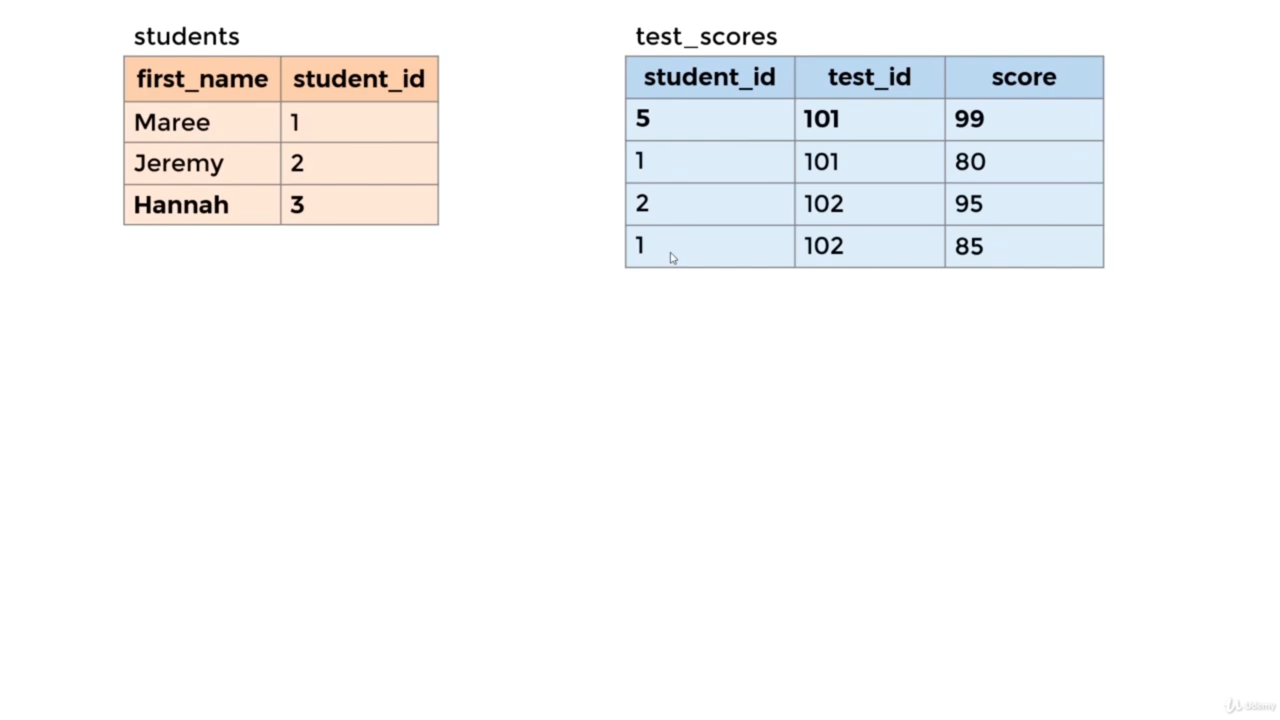 students
first_name student_id
Maree 1
Jeremy 2
Hannah 3
test_scores
student_id test_id score
5 101 99
1 101 80
2 102 95
1 102 85
Udemy